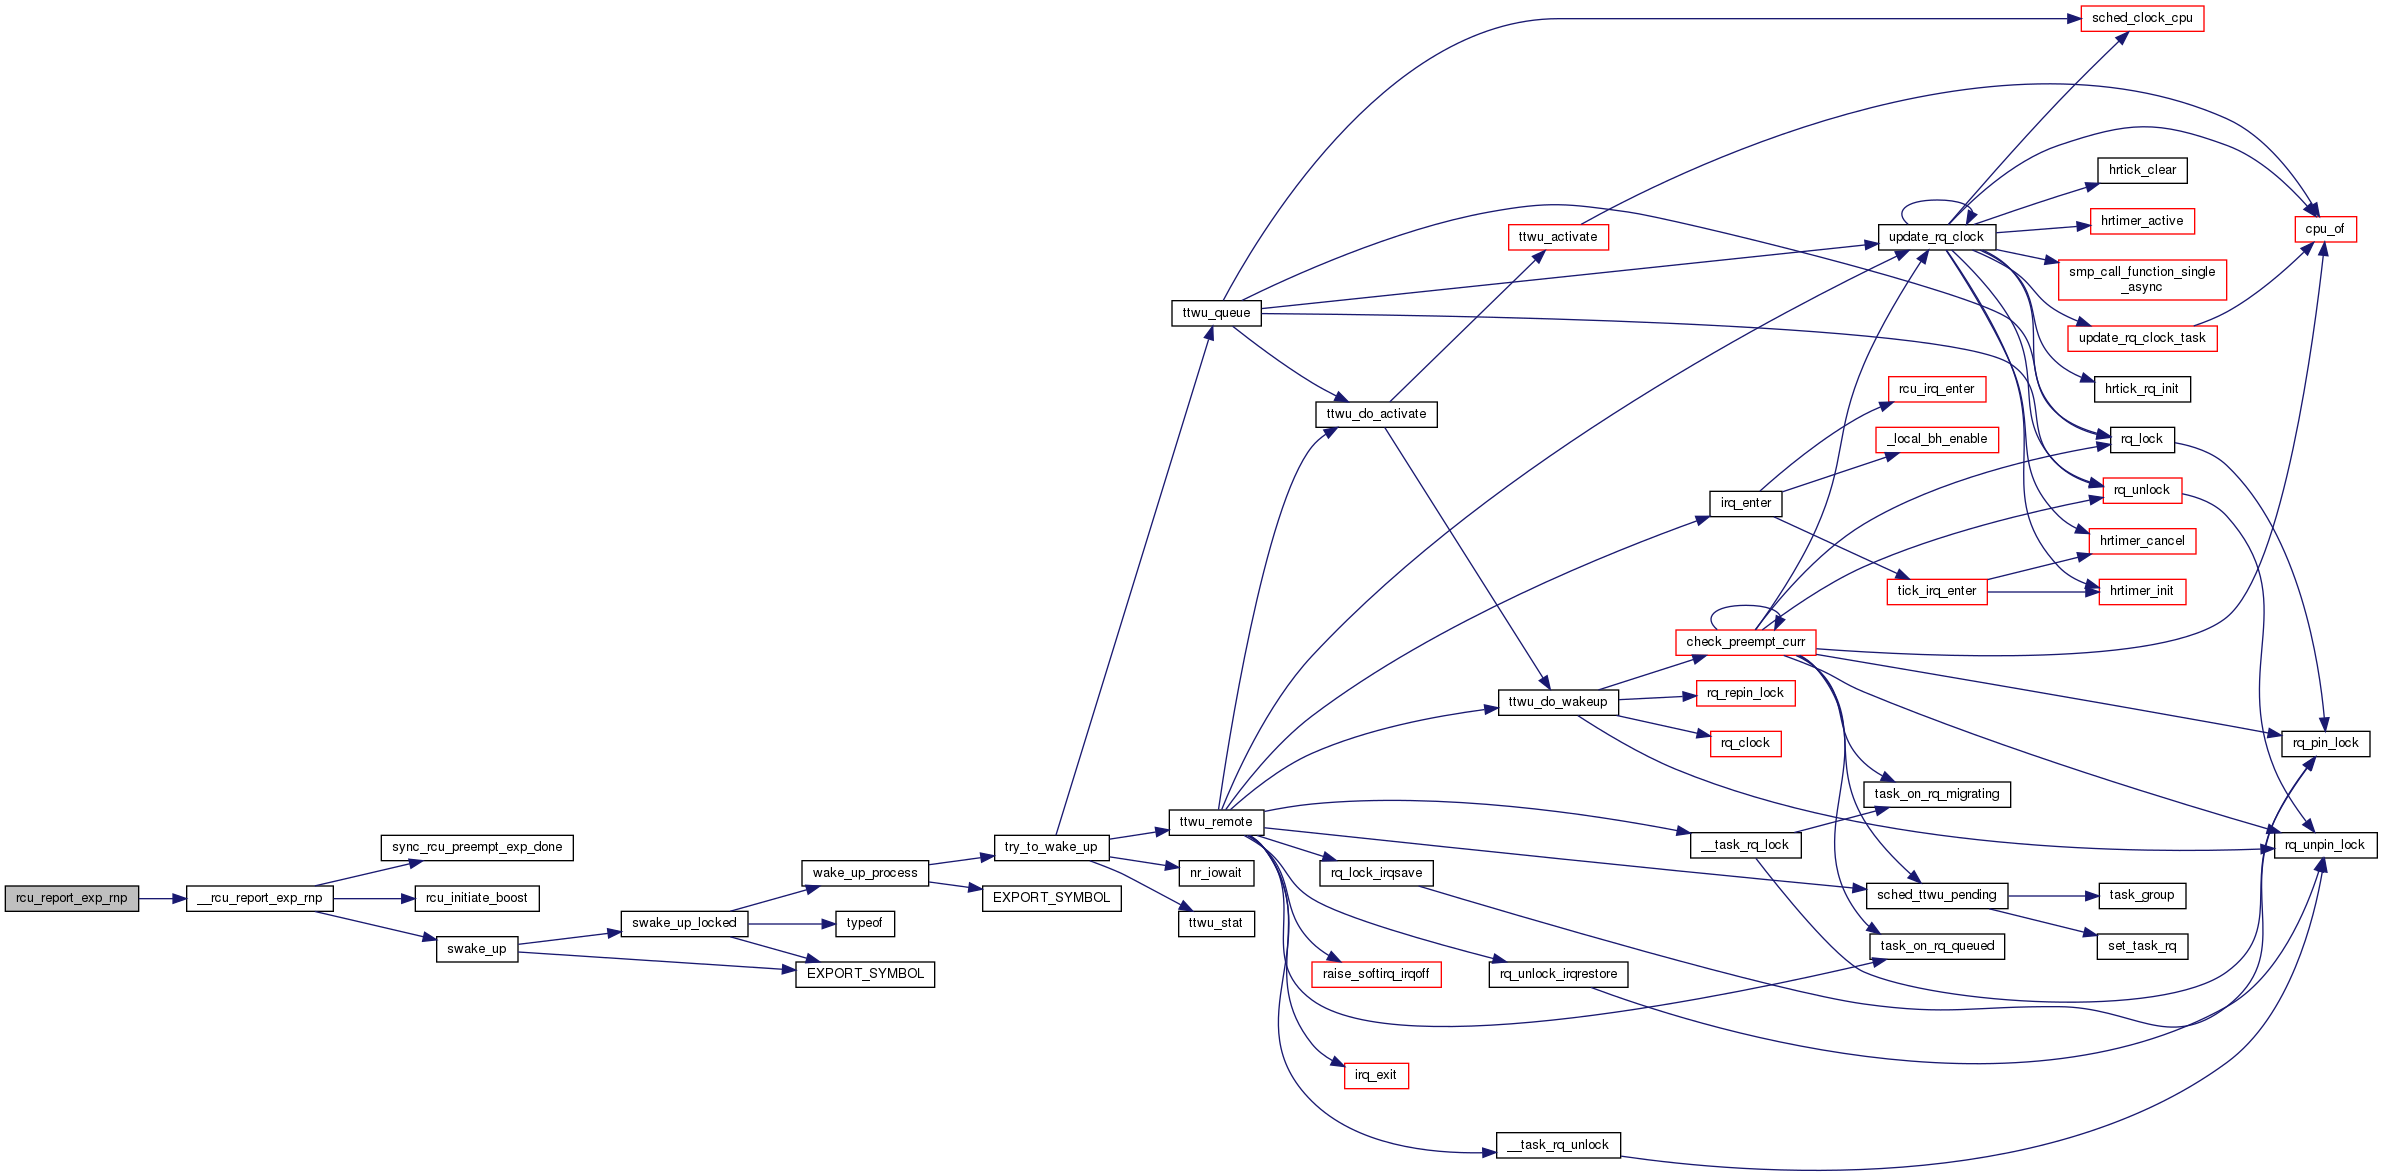 sched_clock_cpu
hrtick_clear
hrtimer_active
cpu_of
ttwu_activate
update_rq_clock
smp_call_function_single
_async
ttwu_queue
update_rq_clock_task
rcu_irq_enter
hrtick_rq_init
ttwu_do_activate
_local_bh_enable
rq_lock
irq_enter
rq_unlock
hrtimer_cancel
tick_irq_enter
hrtimer_init
check_preempt_curr
rq_repin_lock
ttwu_do_wakeup
rq_clock
rq_pin_lock
task_on_rq_migrating
ttwu_remote
sync_rcu_preempt_exp_done
try_to_wake_up
__task_rq_lock
rq_unpin_lock
wake_up_process
nr_iowait
rq_lock_irqsave
rcu_report_exp_rnp
__rcu_report_exp_rnp
rcu_initiate_boost
EXPORT_SYMBOL
sched_ttwu_pending
task_group
swake_up_locked
typeof
ttwu_stat
swake_up
task_on_rq_queued
set_task_rq
EXPORT_SYMBOL
raise_softirq_irqoff
rq_unlock_irqrestore
irq_exit
__task_rq_unlock